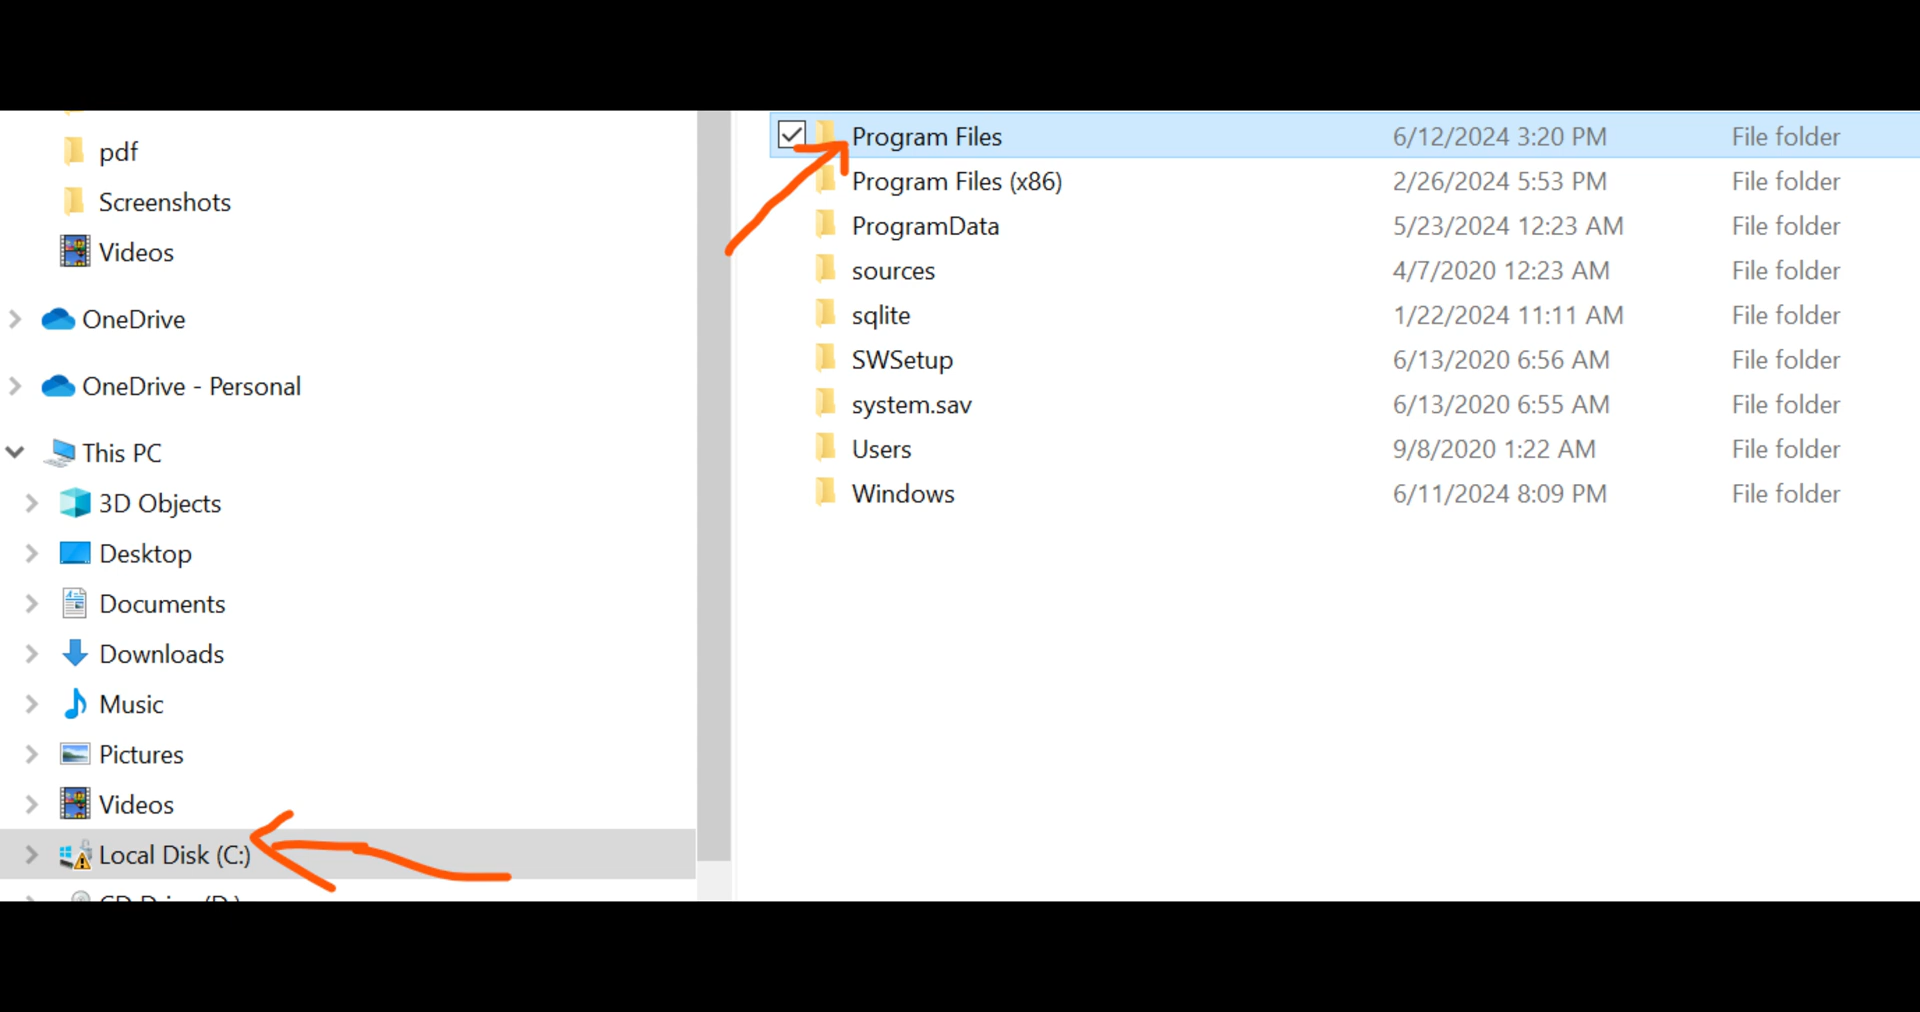 pdf
Screenshots
Videos
OneDrive
OneDrive - Personal
This PC
3D Objects
Desktop
Documents
Downloads
Music
Pictures
Videos
Local Disk (C:)
Program Files 6/12/2024 3:20 PM File folder
Program Files (x86) 2/26/2024 5:53 PM File folder
ProgramData 5/23/2024 12:23 AM File folder
sources 4/7/2020 12:23 AM File folder
sqlite 1/22/2024 11:11 AM File folder
SWSetup 6/13/2020 6:56 AM File folder
system.sav 6/13/2020 6:55 AM File folder
Users 9/8/2020 1:22 AM File folder
Windows 6/11/2024 8:09 PM File folder